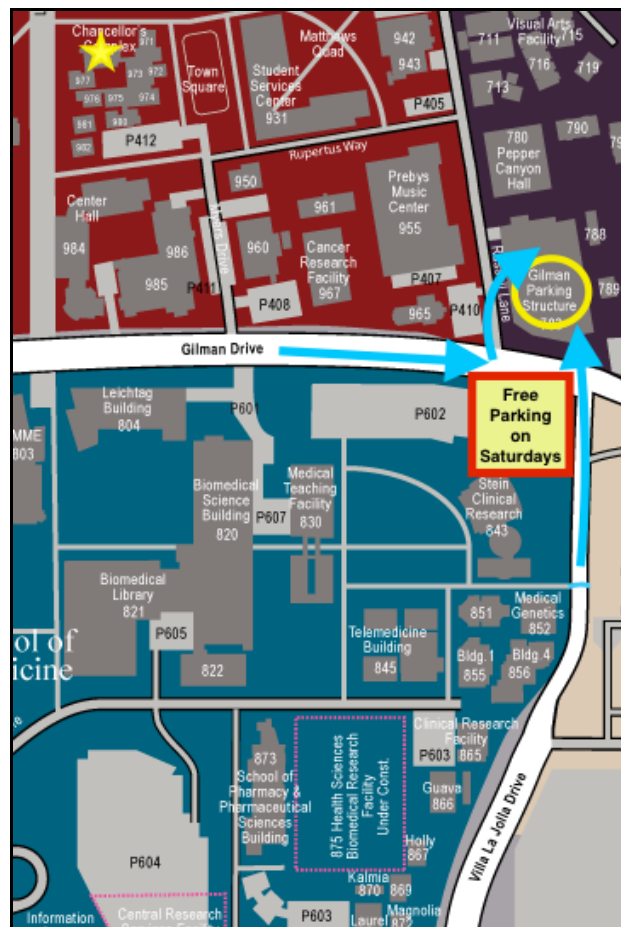 Chancellor's
Complex
971
977
973
972
976
975
974
981
980
982
P412
Town
Square
Matthews
Quad
Student
Services
Center
931
942
943
P405
Visual Arts
Facility
711
715
716
719
713
780
Pepper
Canyon
Hall
790
Rupertus Way
Center
Hall
984
986
985
P411
Myers Drive
950
960
961
Cancer
Research
Facility
967
P408
Prebys
Music
Center
955
P407
965
P410
788
789
Gilman
Parking
Structure
Gilman Drive
Free
Parking
on
Saturdays
Leichtag
Building
804
P601
P602
803
Biomedical
Science
Building
820
Medical
Teaching
Facility
830
P607
Stein
Clinical
Research
843
Biomedical
Library
821
P605
822
Telemedicine
Building
845
851
Medical
Genetics
852
Bldg.1
855
Bldg.4
856
ol of
icine
873
School of
Pharmacy &
Pharmaceutical
Sciences
Building
875 Health Sciences
Biomedical Research
Facility
Under Const.
Clinical Research
Facility
P603
865
Guava
866
Holly
867
Kalmia
870
869
Villa La Jolla Drive
P604
Central Research
Information
P603
Laurel
Magnolia